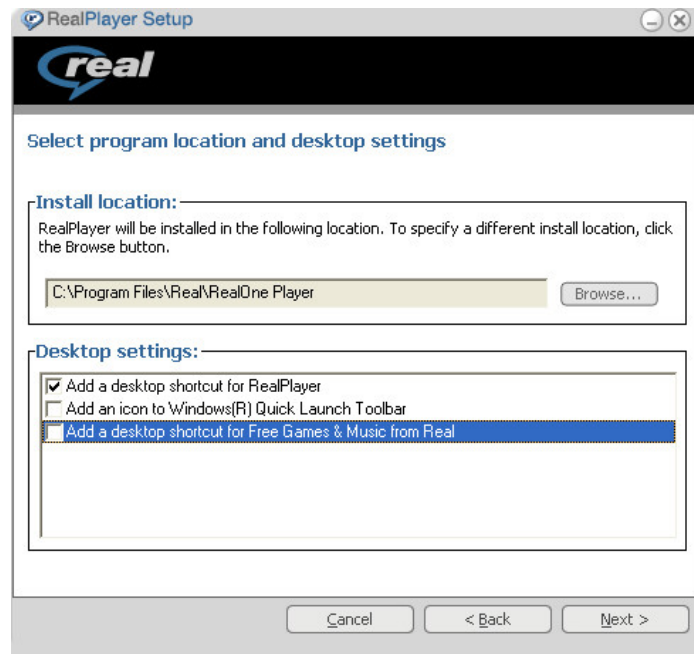 RealPlayer Setup
real
Select program location and desktop settings
Install location:
RealPlayer will be installed in the following location. To specify a different install location, click
the Browse button.
C:\Program Files\Real\RealOne Player
Browse...
Desktop settings:
Add a desktop shortcut for RealPlayer
Add an icon to Windows(R) Quick Launch Toolbar
Add a desktop shortcut for Free Games & Music from Real
Cancel
< Back
Next >